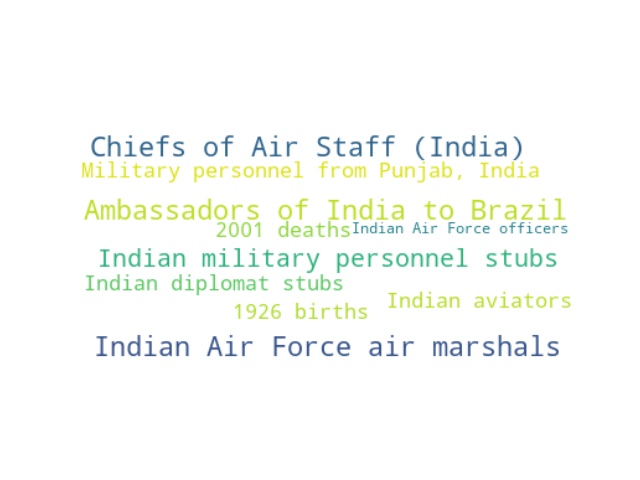 Chiefs of Air Staff (India)
Military personnel from Punjab, India
Ambassadors of India to Brazil
2001 deaths
Indian Air Force officers
Indian military personnel stubs
Indian diplomat stubs
Indian aviators
1926 births
Indian Air Force air marshals